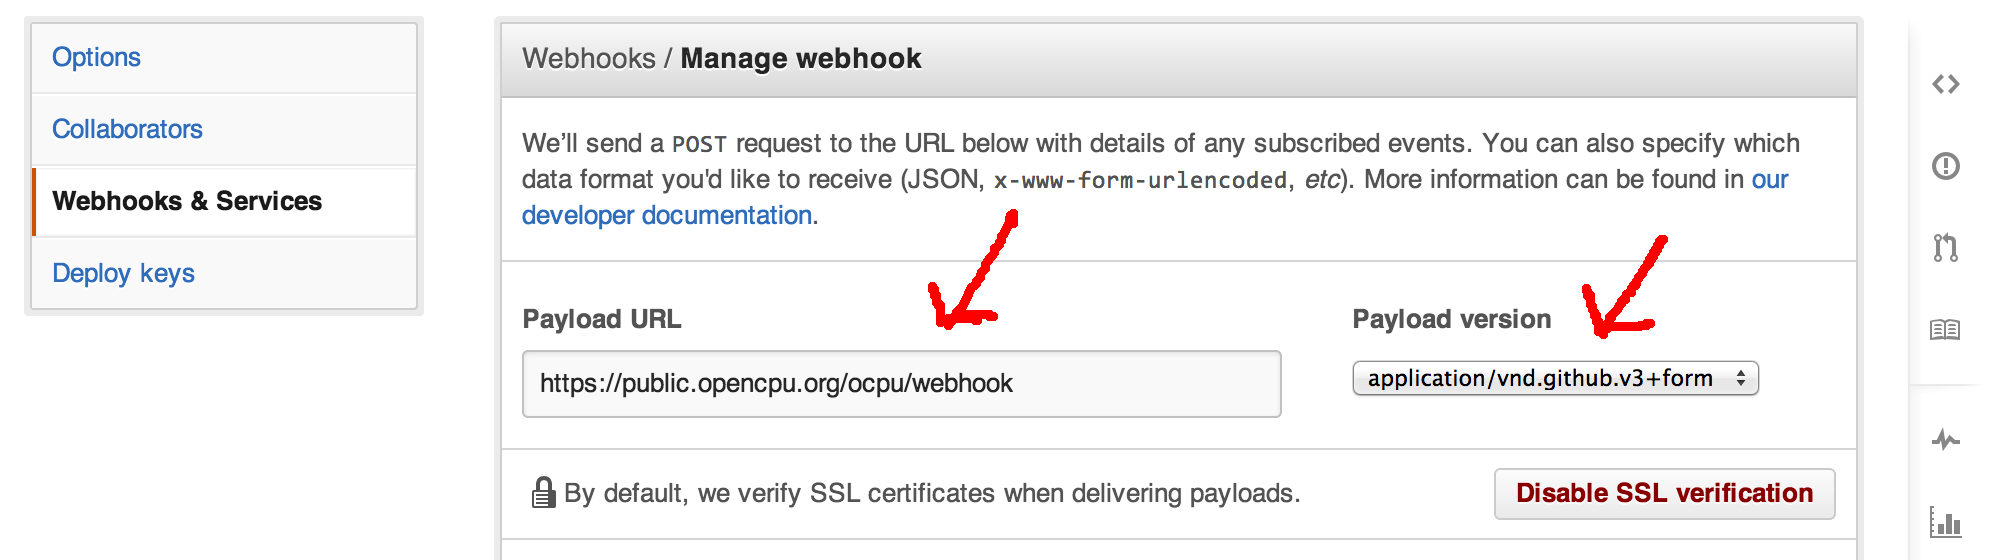 Options
Collaborators
Webhooks & Services
Deploy keys
Webhooks / Manage webhook
We’ll send a POST request to the URL below with details of any subscribed events. You can also specify which
data format you'd like to receive (JSON, x-www-form-urlencoded, etc). More information can be found in our
developer documentation.
Payload URL
https://public.opencpu.org/ocpu/webhook
Payload version
application/vnd.github.v3+form
By default, we verify SSL certificates when delivering payloads.
Disable SSL verification